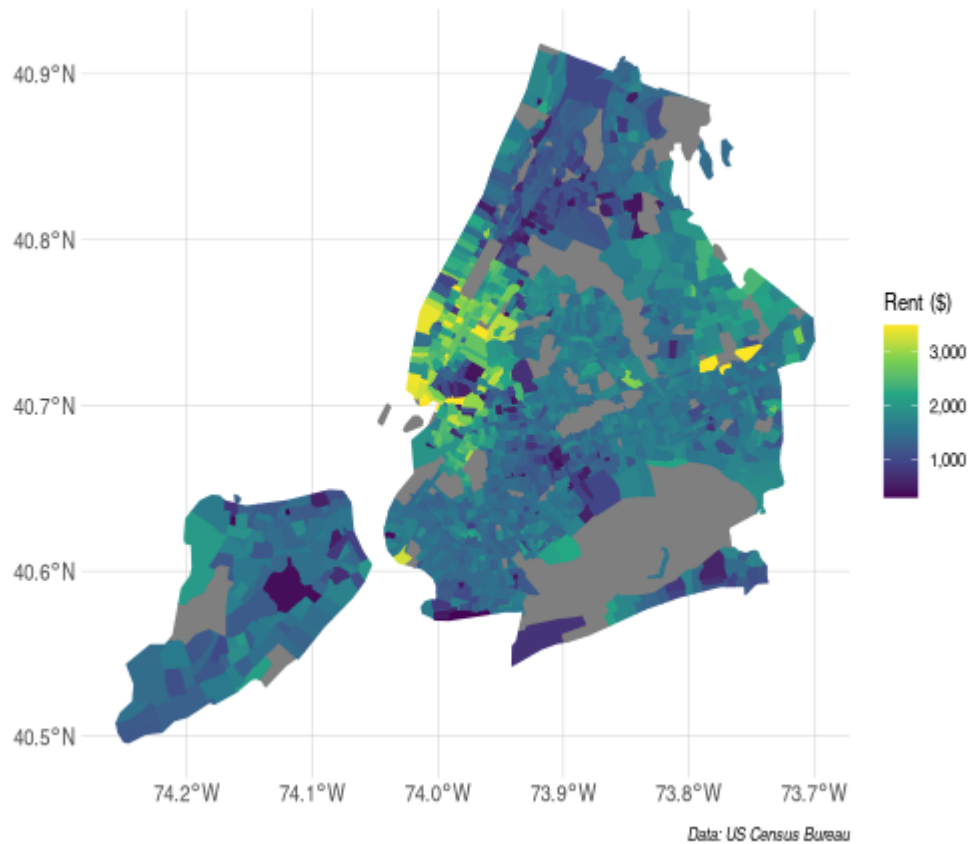 40.9°N
40.8°N
40.7°N
40.6°N
40.5°N
74.2°W 74.1°W 74.0°W 73.9°W 73.8°W 73.7°W
Rent ($)
3,000
2,000
1,000
Data: US Census Bureau